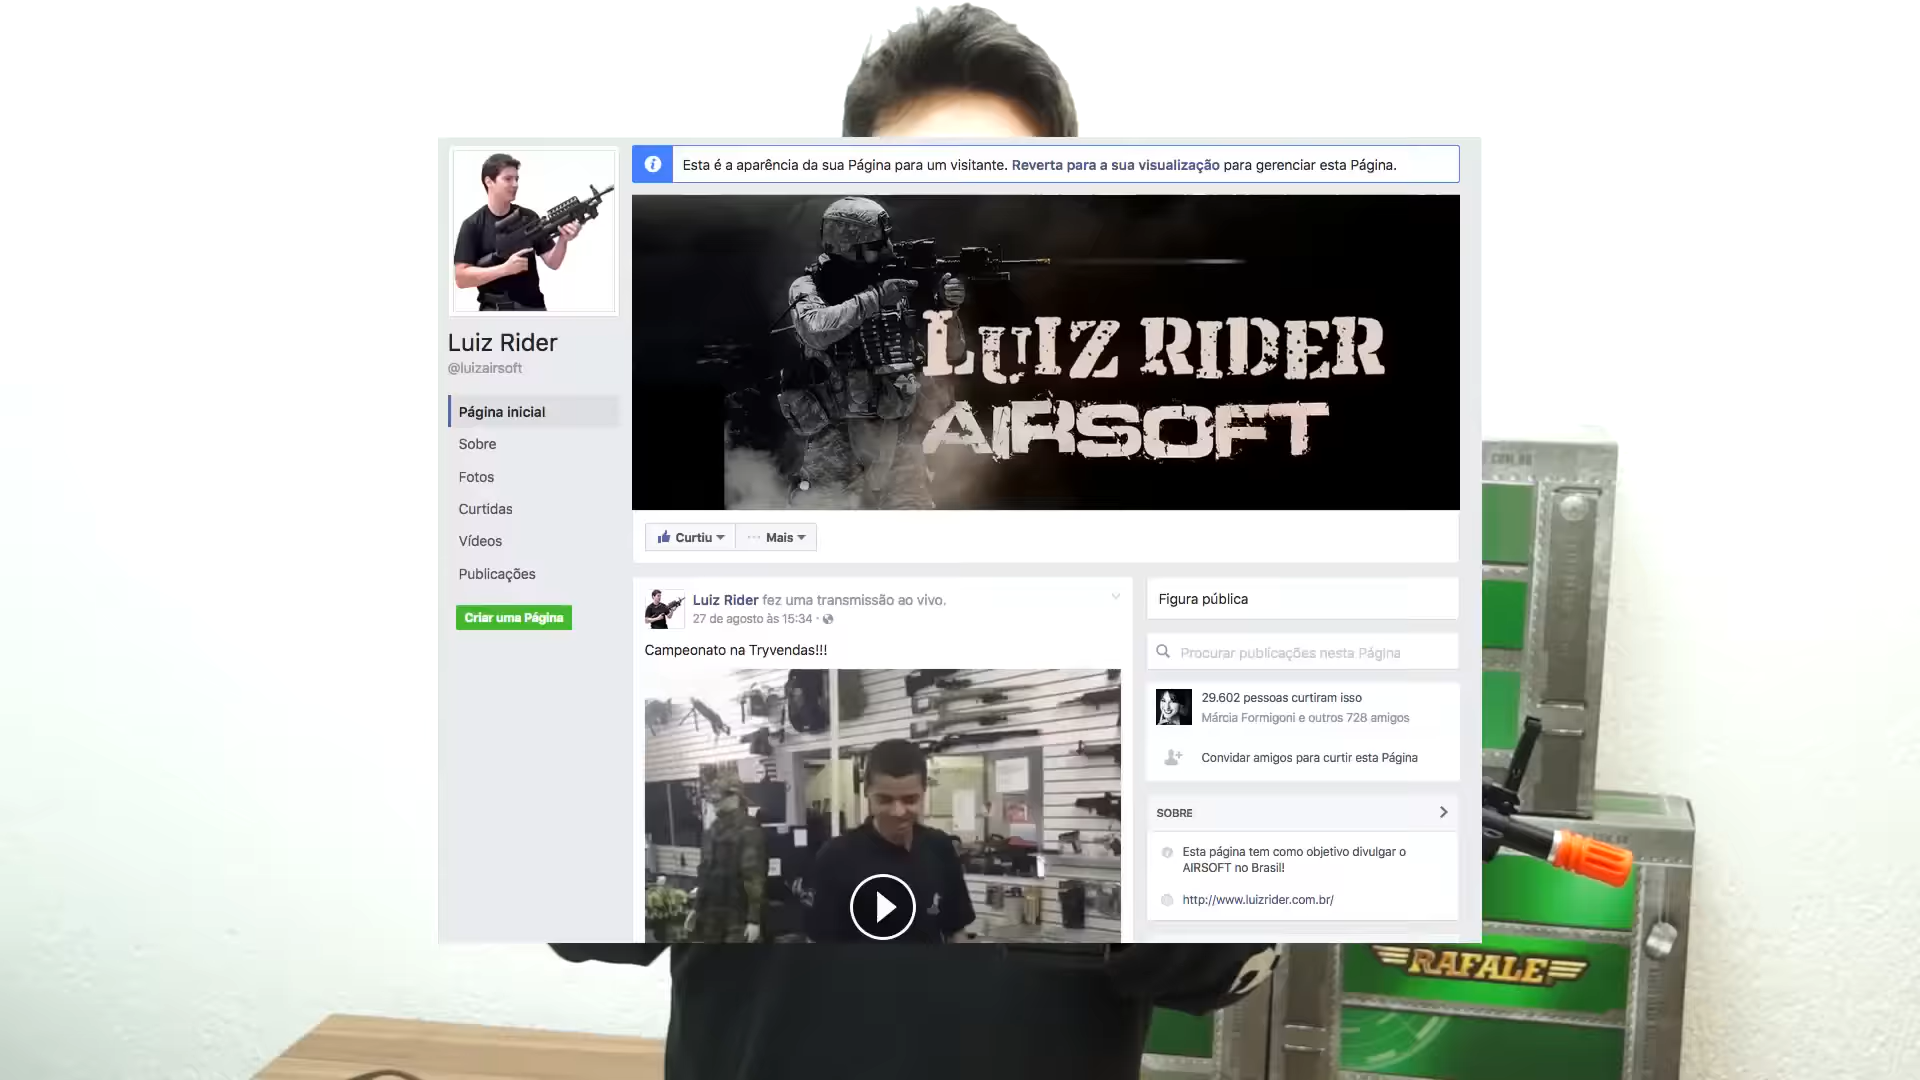 Esta é a aparência da sua Página para um visitante. Reverta para a sua visualização para gerenciar esta Página.
LUIZ RIDER
AIRSOFT
Luiz Rider
@luizairsoft
Página inicial
Sobre
Fotos
Curtidas
Vídeos
Publicações
Criar uma Página
Curtiu
Mais
Luiz Rider fez uma transmissão ao vivo.
27 de agosto às 15:34
Campeonato na Tryvendas!!!
Figura pública
Procurar publicações nesta Página
29.602 pessoas curtiram isso
Márcia Formigoni e outros 728 amigos
Convidar amigos para curtir esta Página
SOBRE
Esta página tem como objetivo divulgar o
AIRSOFT no Brasil!
http://www.luizrider.com.br/
.COM.BR
RAFALE